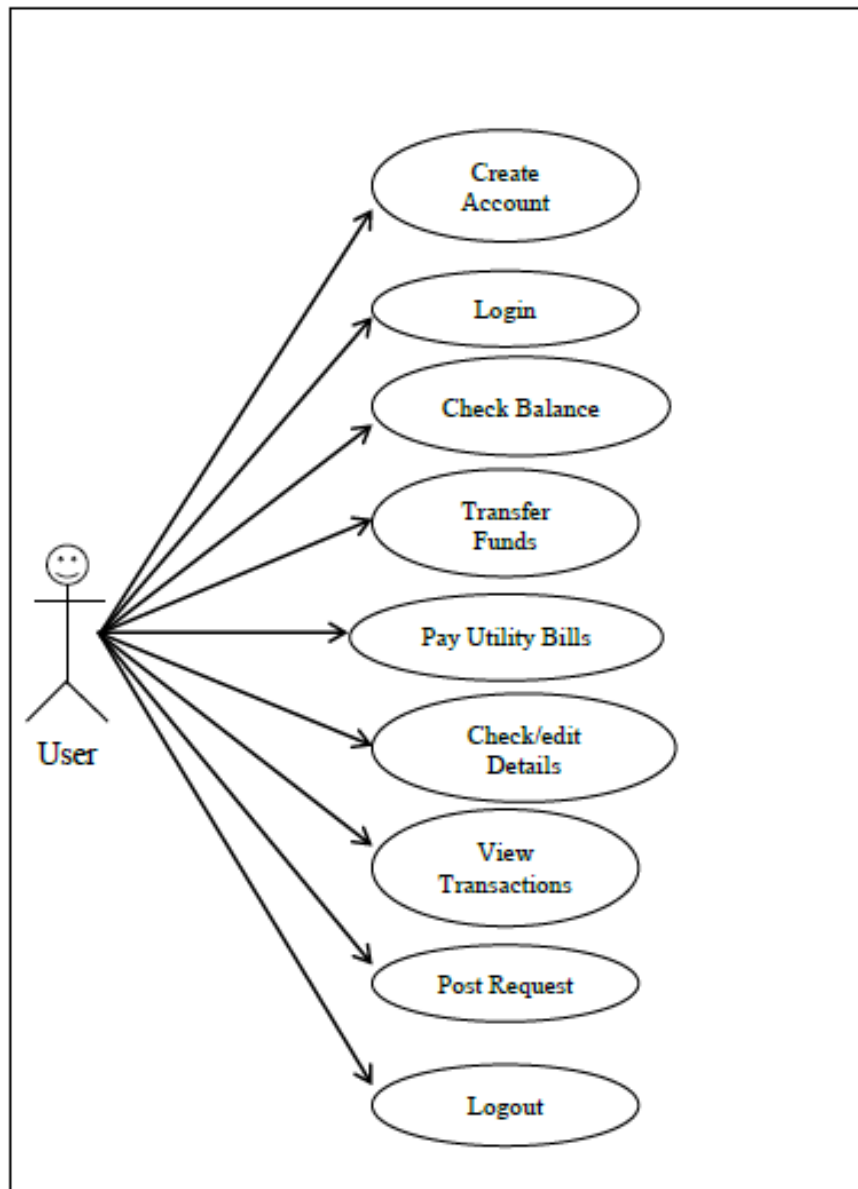 Create
Account
Login
Check Balance
Transfer
Funds
Pay Utility Bills
Check/edit
Details
User
View
Transactions
Post Request
Logout